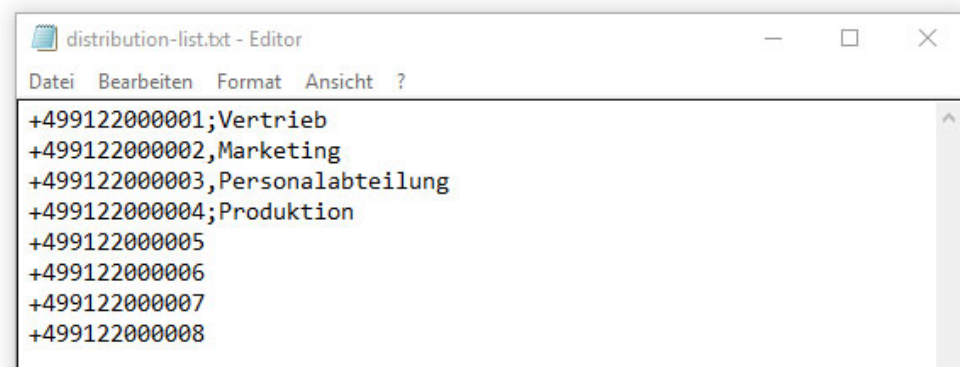 distribution-list.txt - Editor
Datei Bearbeiten Format Ansicht ?
+499122000001;Vertrieb
+499122000002,Marketing
+499122000003,Personalabteilung
+499122000004;Produktion
+499122000005
+499122000006
+499122000007
+499122000008